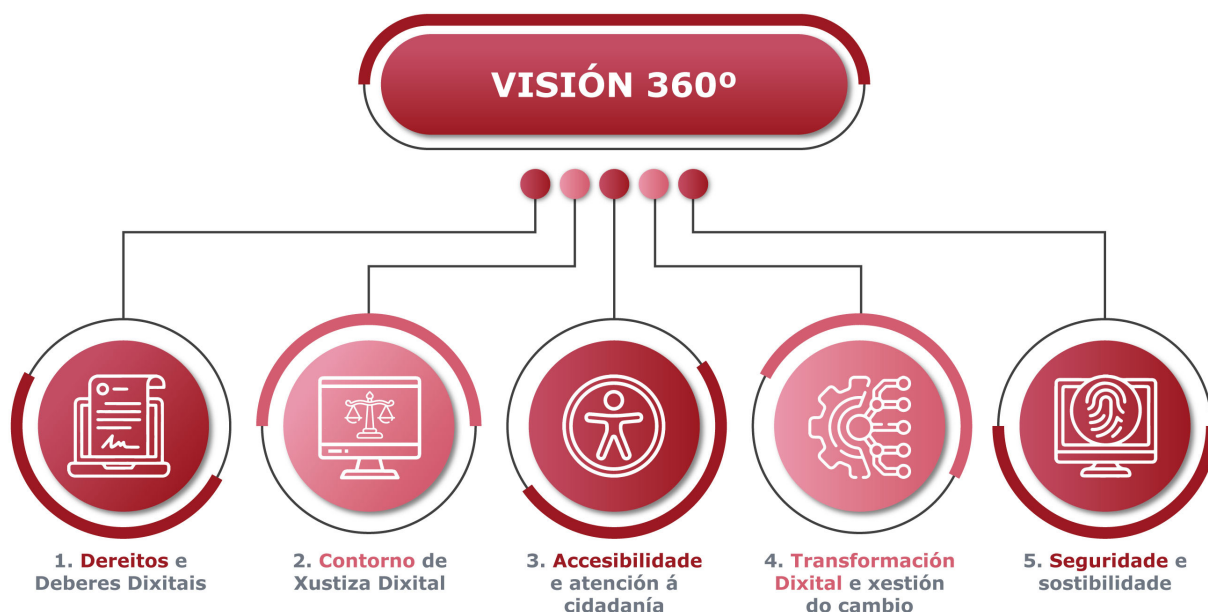 VISIÓN 360º
1. Dereitos e
Deberes Dixitais
2. Contorno de
Xustiza Dixital
3. Accesibilidade
e atención á
cidadanía
4. Transformación
Dixital e xestión
do cambio
5. Seguridade e
sostibilidade